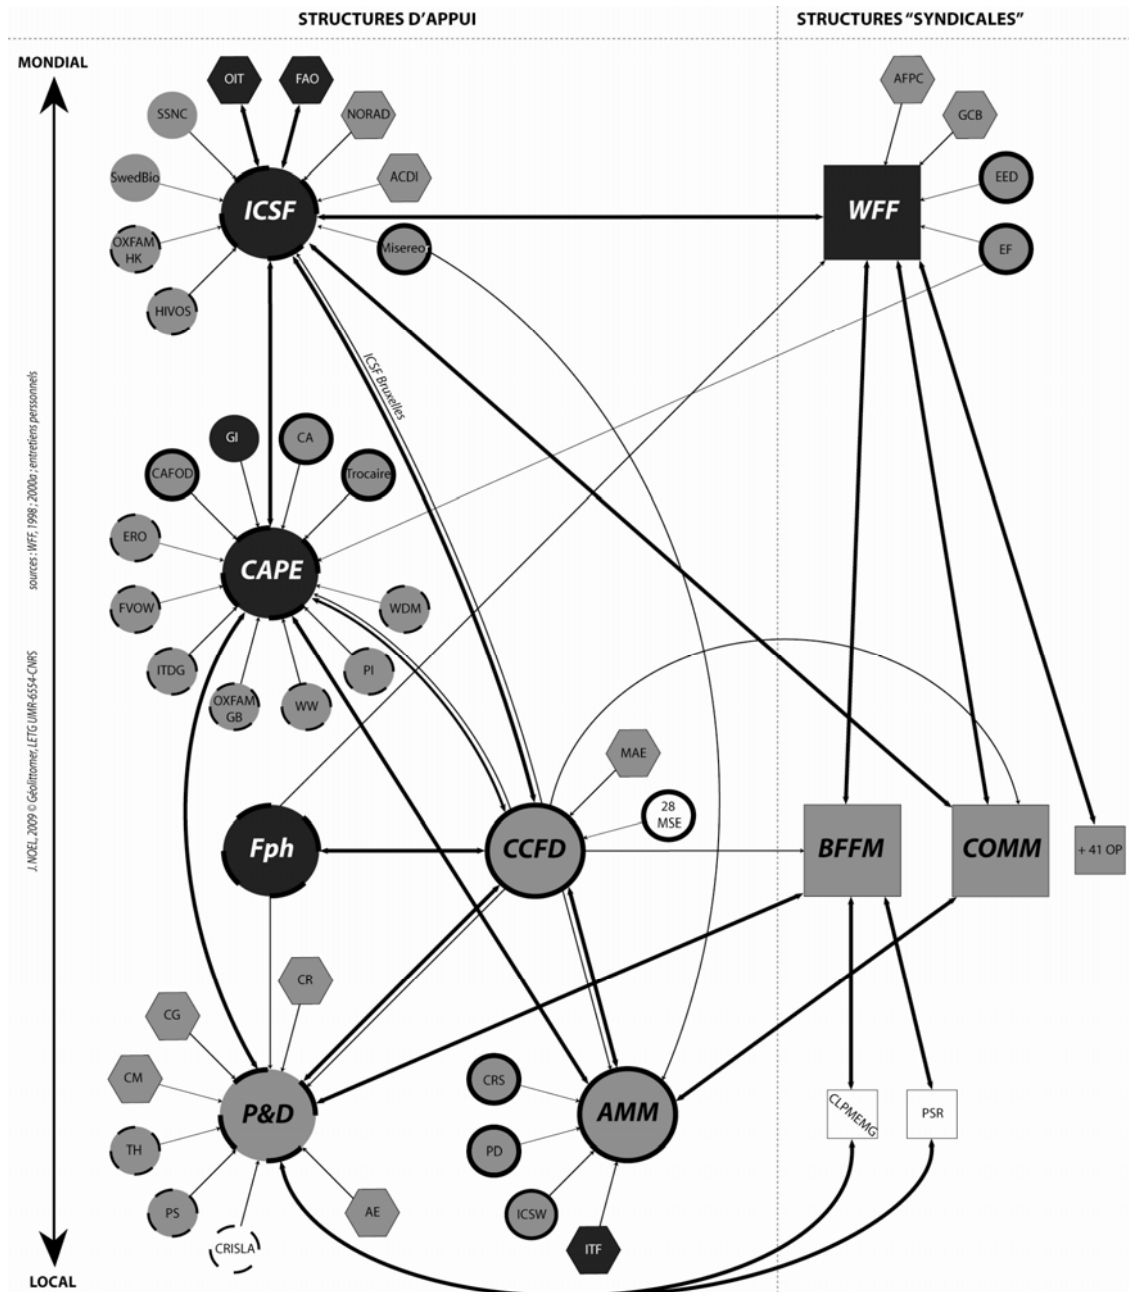 STRUCTURES D'APPUI
STRUCTURES "SYNDICALES"
MONDIAL
OIT
FAO
AFPC
SSNC
NORAD
GCB
SwedBio
ACDI
EED
ICSF
WFF
OXFAM
HK
Misereor
EF
HIVOS
ICSF Bruxelles
GI
CA
CAFOD
Trocaire
ERO
CAPE
FVOW
WDM
ITDG
PI
OXFAM
GB
WW
MAE
28
MSE
Fph
CCFD
BFFM
COMM
+ 41 OP
CR
CG
CM
CRS
P&D
AMM
CLPMEMG
PSR
TH
PD
PS
AE
ICSW
CRISLA
ITF
LOCAL
sources : WFF, 1998 ; 2000a ; entretiens perssonnels
J. NOEL, 2009 © Géolittomer, LETG UMR-6554-CNRS